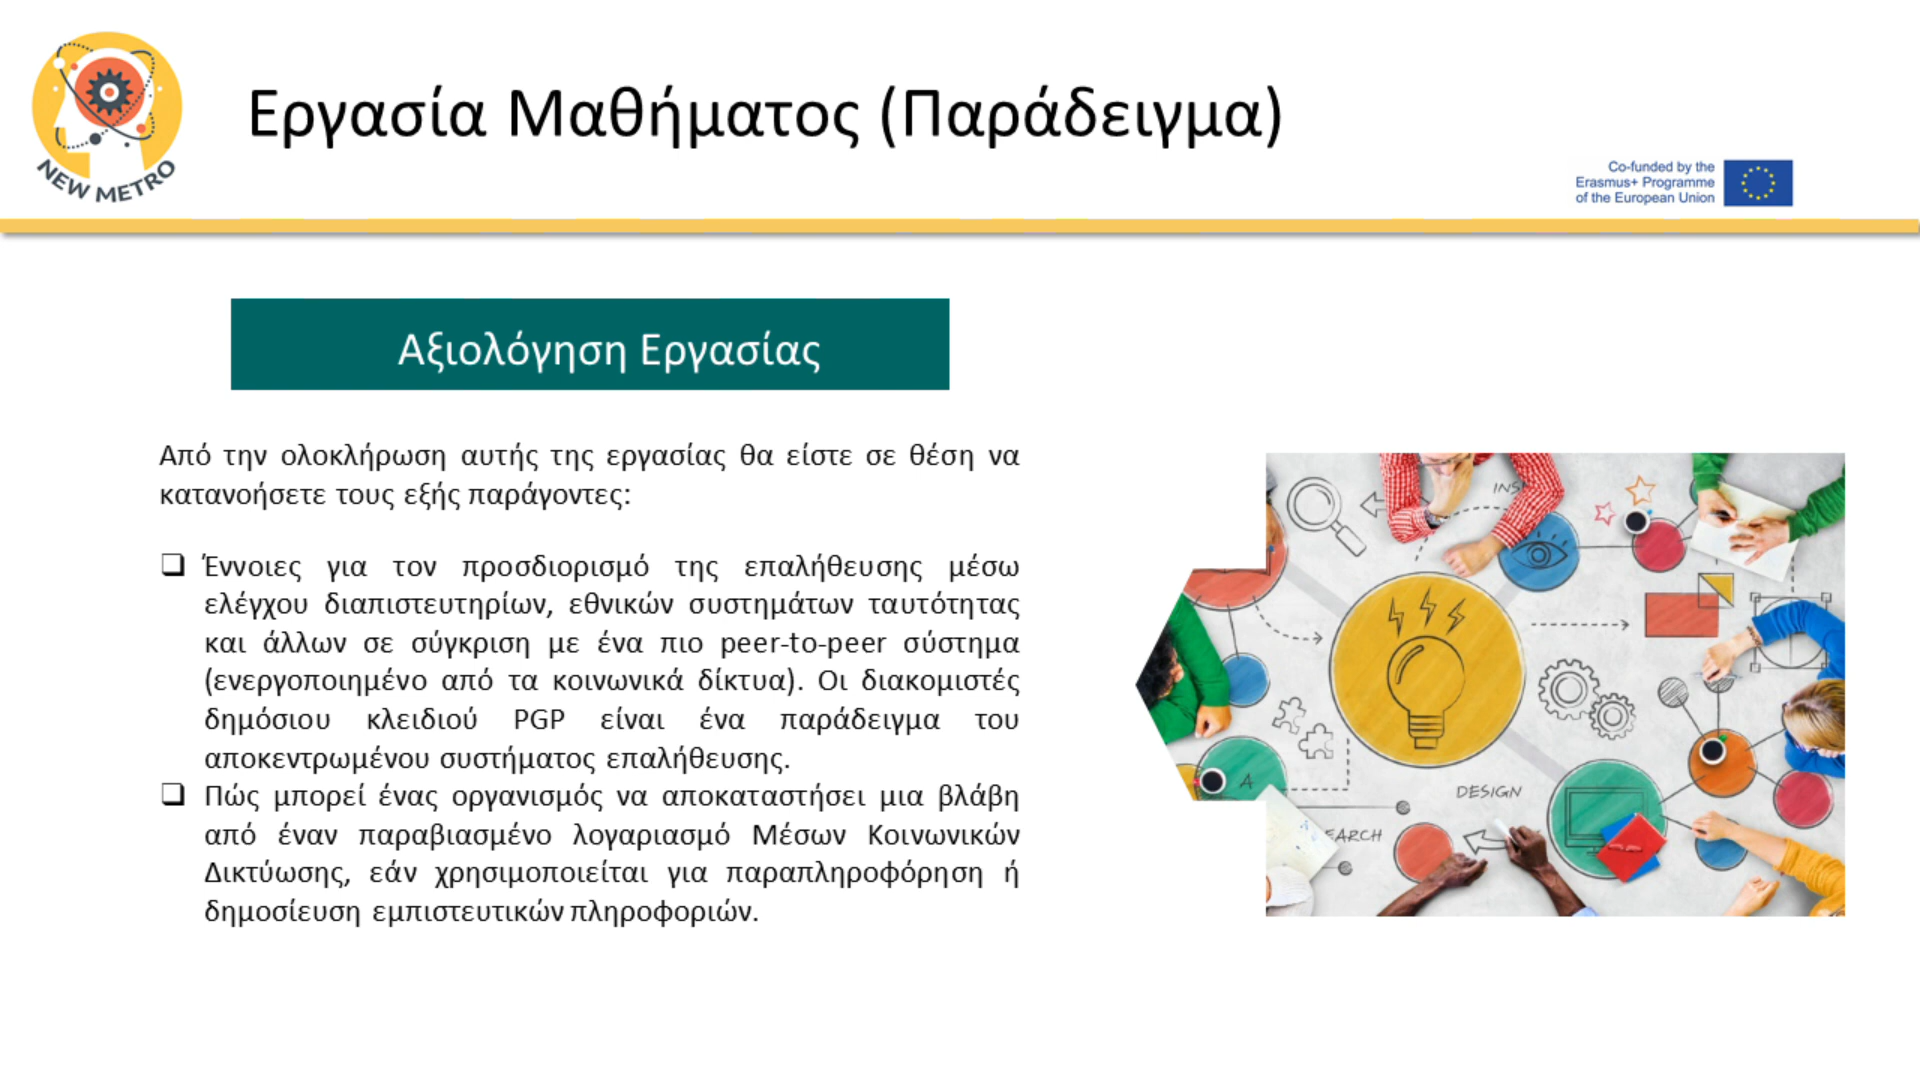 NEW METRO
Εργασία Μαθήματος (Παράδειγμα)
Co-funded by the
Erasmus+ Programme
of the European Union
Αξιολόγηση Εργασίας
Από την ολοκλήρωση αυτής της εργασίας θα είστε σε θέση να
κατανοήσετε τους εξής παράγοντες:
❑ Έννοιες για τον προσδιορισμό της επαλήθευσης μέσω
ελέγχου διαπιστευτηρίων, εθνικών συστημάτων ταυτότητας
και άλλων σε σύγκριση με ένα πιο peer-to-peer σύστημα
(ενεργοποιημένο από τα κοινωνικά δίκτυα). Οι διακομιστές
δημόσιου κλειδιού PGP είναι ένα παράδειγμα του
αποκεντρωμένου συστήματος επαλήθευσης.
❑ Πώς μπορεί ένας οργανισμός να αποκαταστήσει μια βλάβη
από έναν παραβιασμένο λογαριασμό Μέσων Κοινωνικών
Δικτύωσης, εάν χρησιμοποιείται για παραπληροφόρηση ή
δημοσίευση εμπιστευτικών πληροφοριών.
INS
A
DESIGN
EARCH